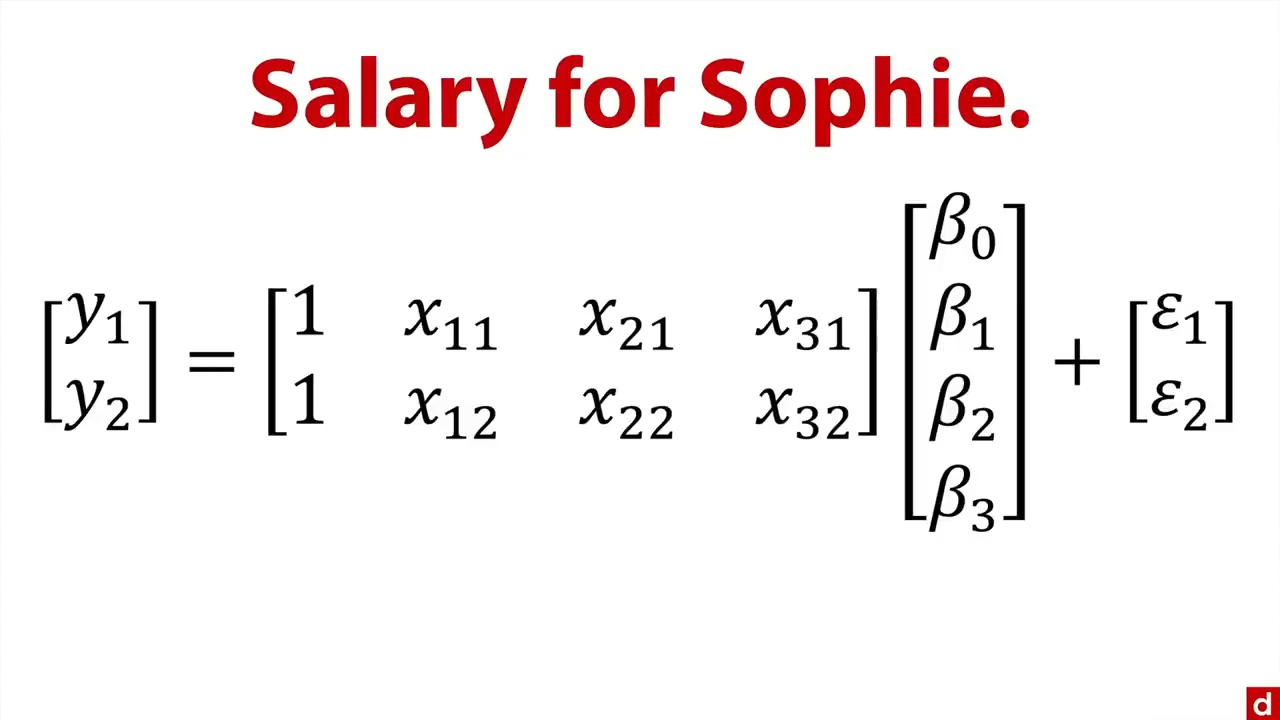 Salary for Sophie.
[y₁ y₂] = [1 x₁₁ x₂₁ x₃₁; 1 x₁₂ x₂₂ x₃₂] [β₀ β₁ β₂ β₃] + [ε₁ ε₂]
d